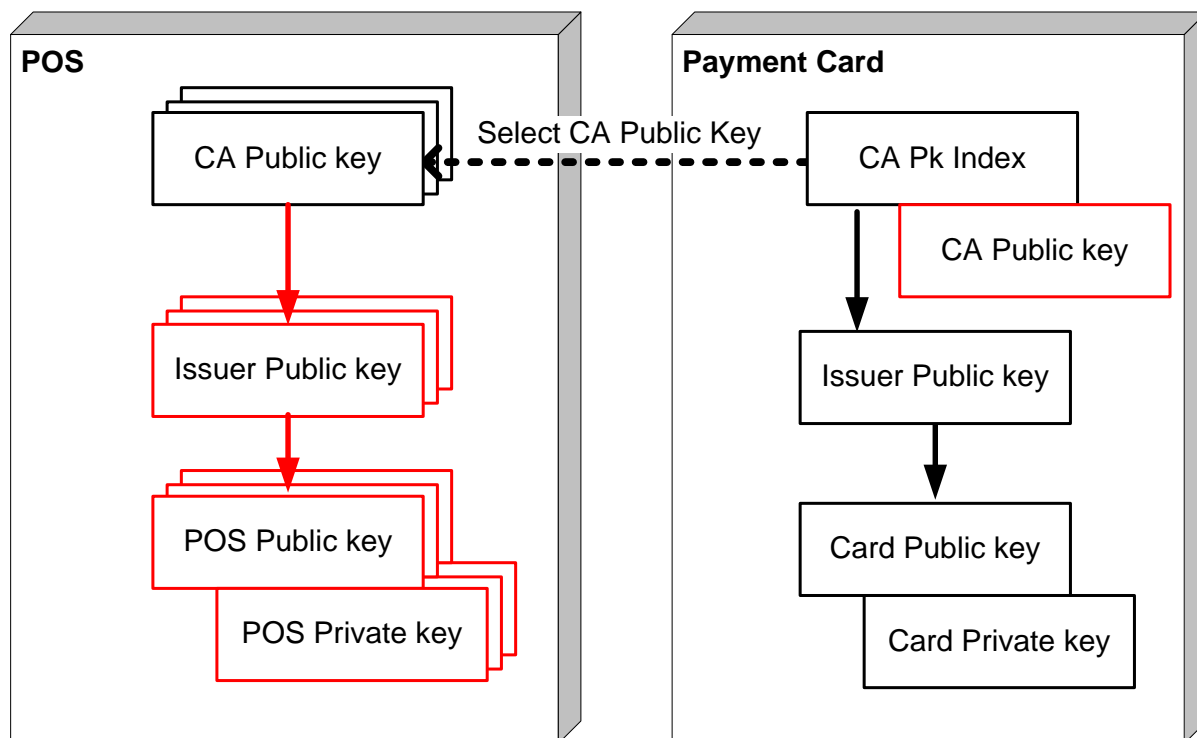 POS
Payment Card
Select CA Public Key
CA Public key
CA Pk Index
CA Public key
Issuer Public key
Issuer Public key
POS Public key
Card Public key
POS Private key
Card Private key